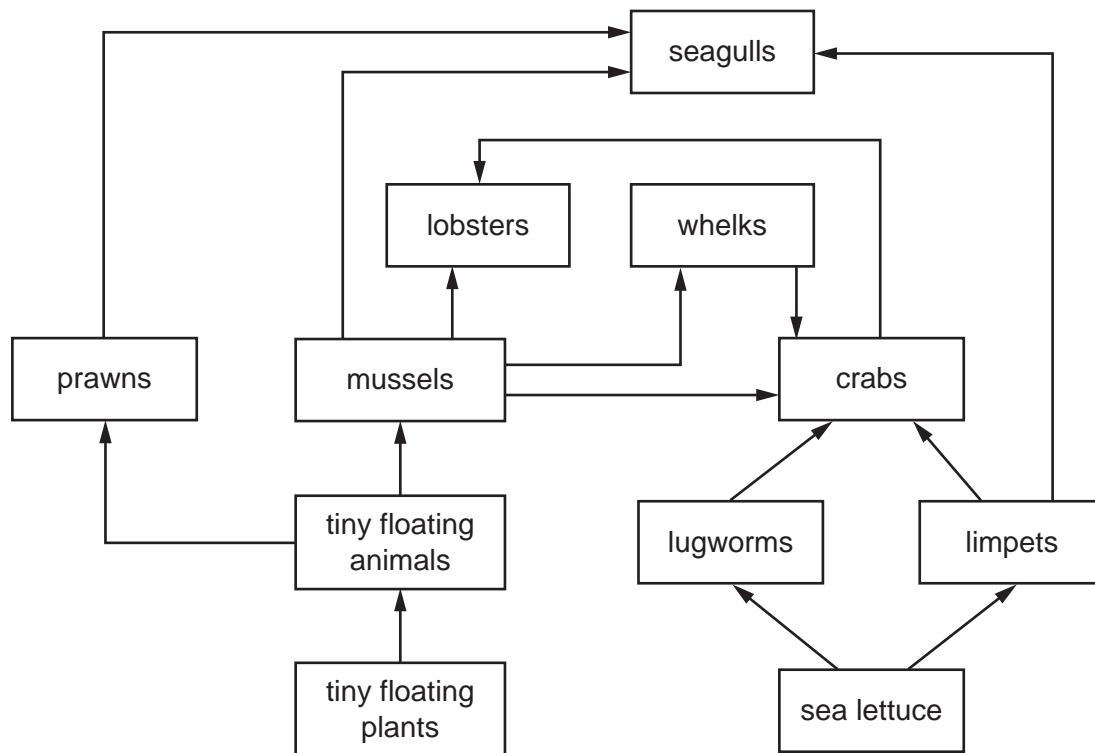 seagulls
lobsters
whelks
prawns
mussels
crabs
tiny floating
animals
lugworms
limpets
tiny floating
plants
sea lettuce